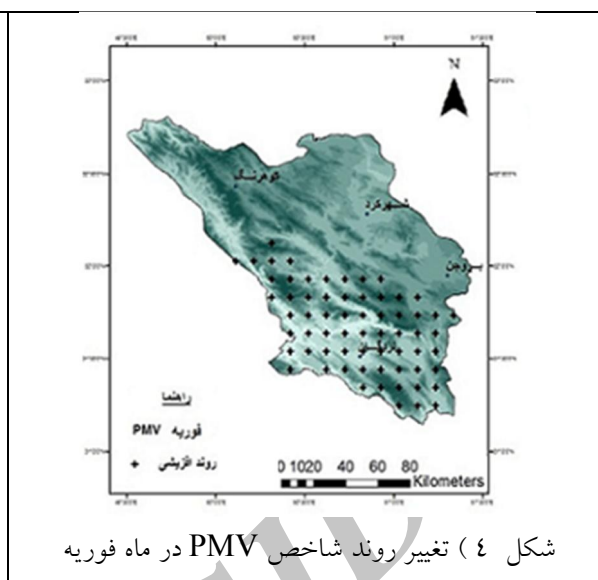 N
کوهرنگ
شهرکرد
بروجن
لردگان
راهنما
فوریه PMV
روند افزیشی +
0 1020 40 60 80
Kilometers
شکل ٤ ) تغییر روند شاخص PMV در ماه فوریه